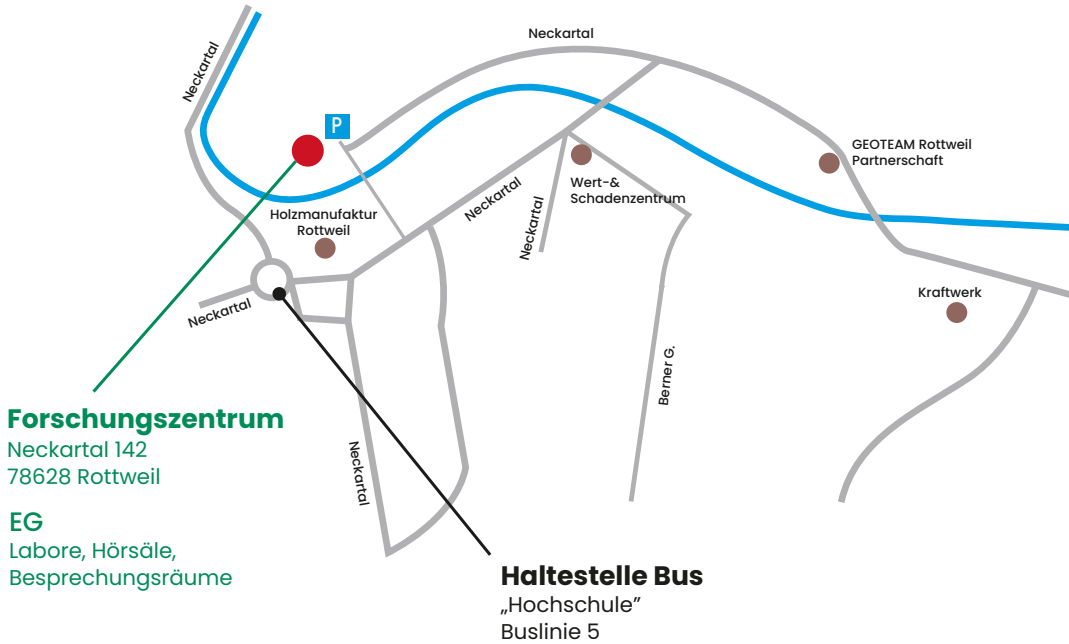 Neckartal
Neckartal
P
GEOTEAM Rottweil
Partnerschaft
Wert-&
Schadenzentrum
Neckartal
Neckartal
Holzmanufaktur
Rottweil
Neckartal
Kraftwerk
Berner G.
Neckartal
Forschungszentrum
Neckartal 142
78628 Rottweil
EG
Labore, Hörsäle,
Besprechungsräume
Haltestelle Bus
„Hochschule”
Buslinie 5